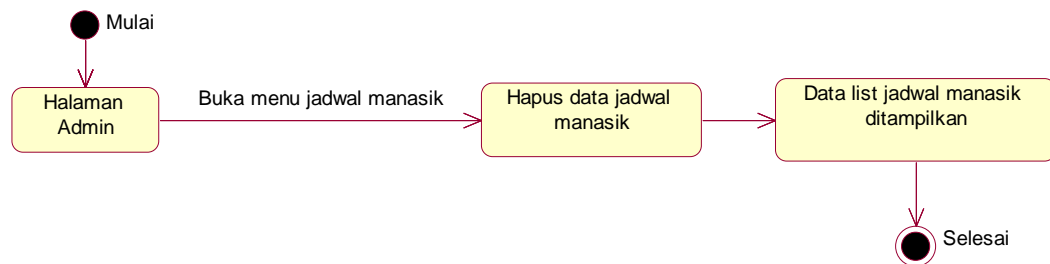 Mulai
Halaman
Admin
Buka menu jadwal manasik
Hapus data jadwal
manasik
Data list jadwal manasik
ditampilkan
Selesai